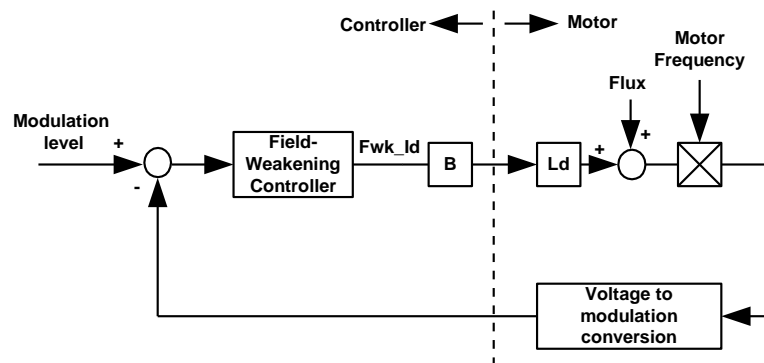 Controller
Motor
Motor
Frequency
Flux
Modulation
level
+
-
Field-
Weakening
Controller
Fwk_Id
B
Ld
+
+
Voltage to
modulation
conversion